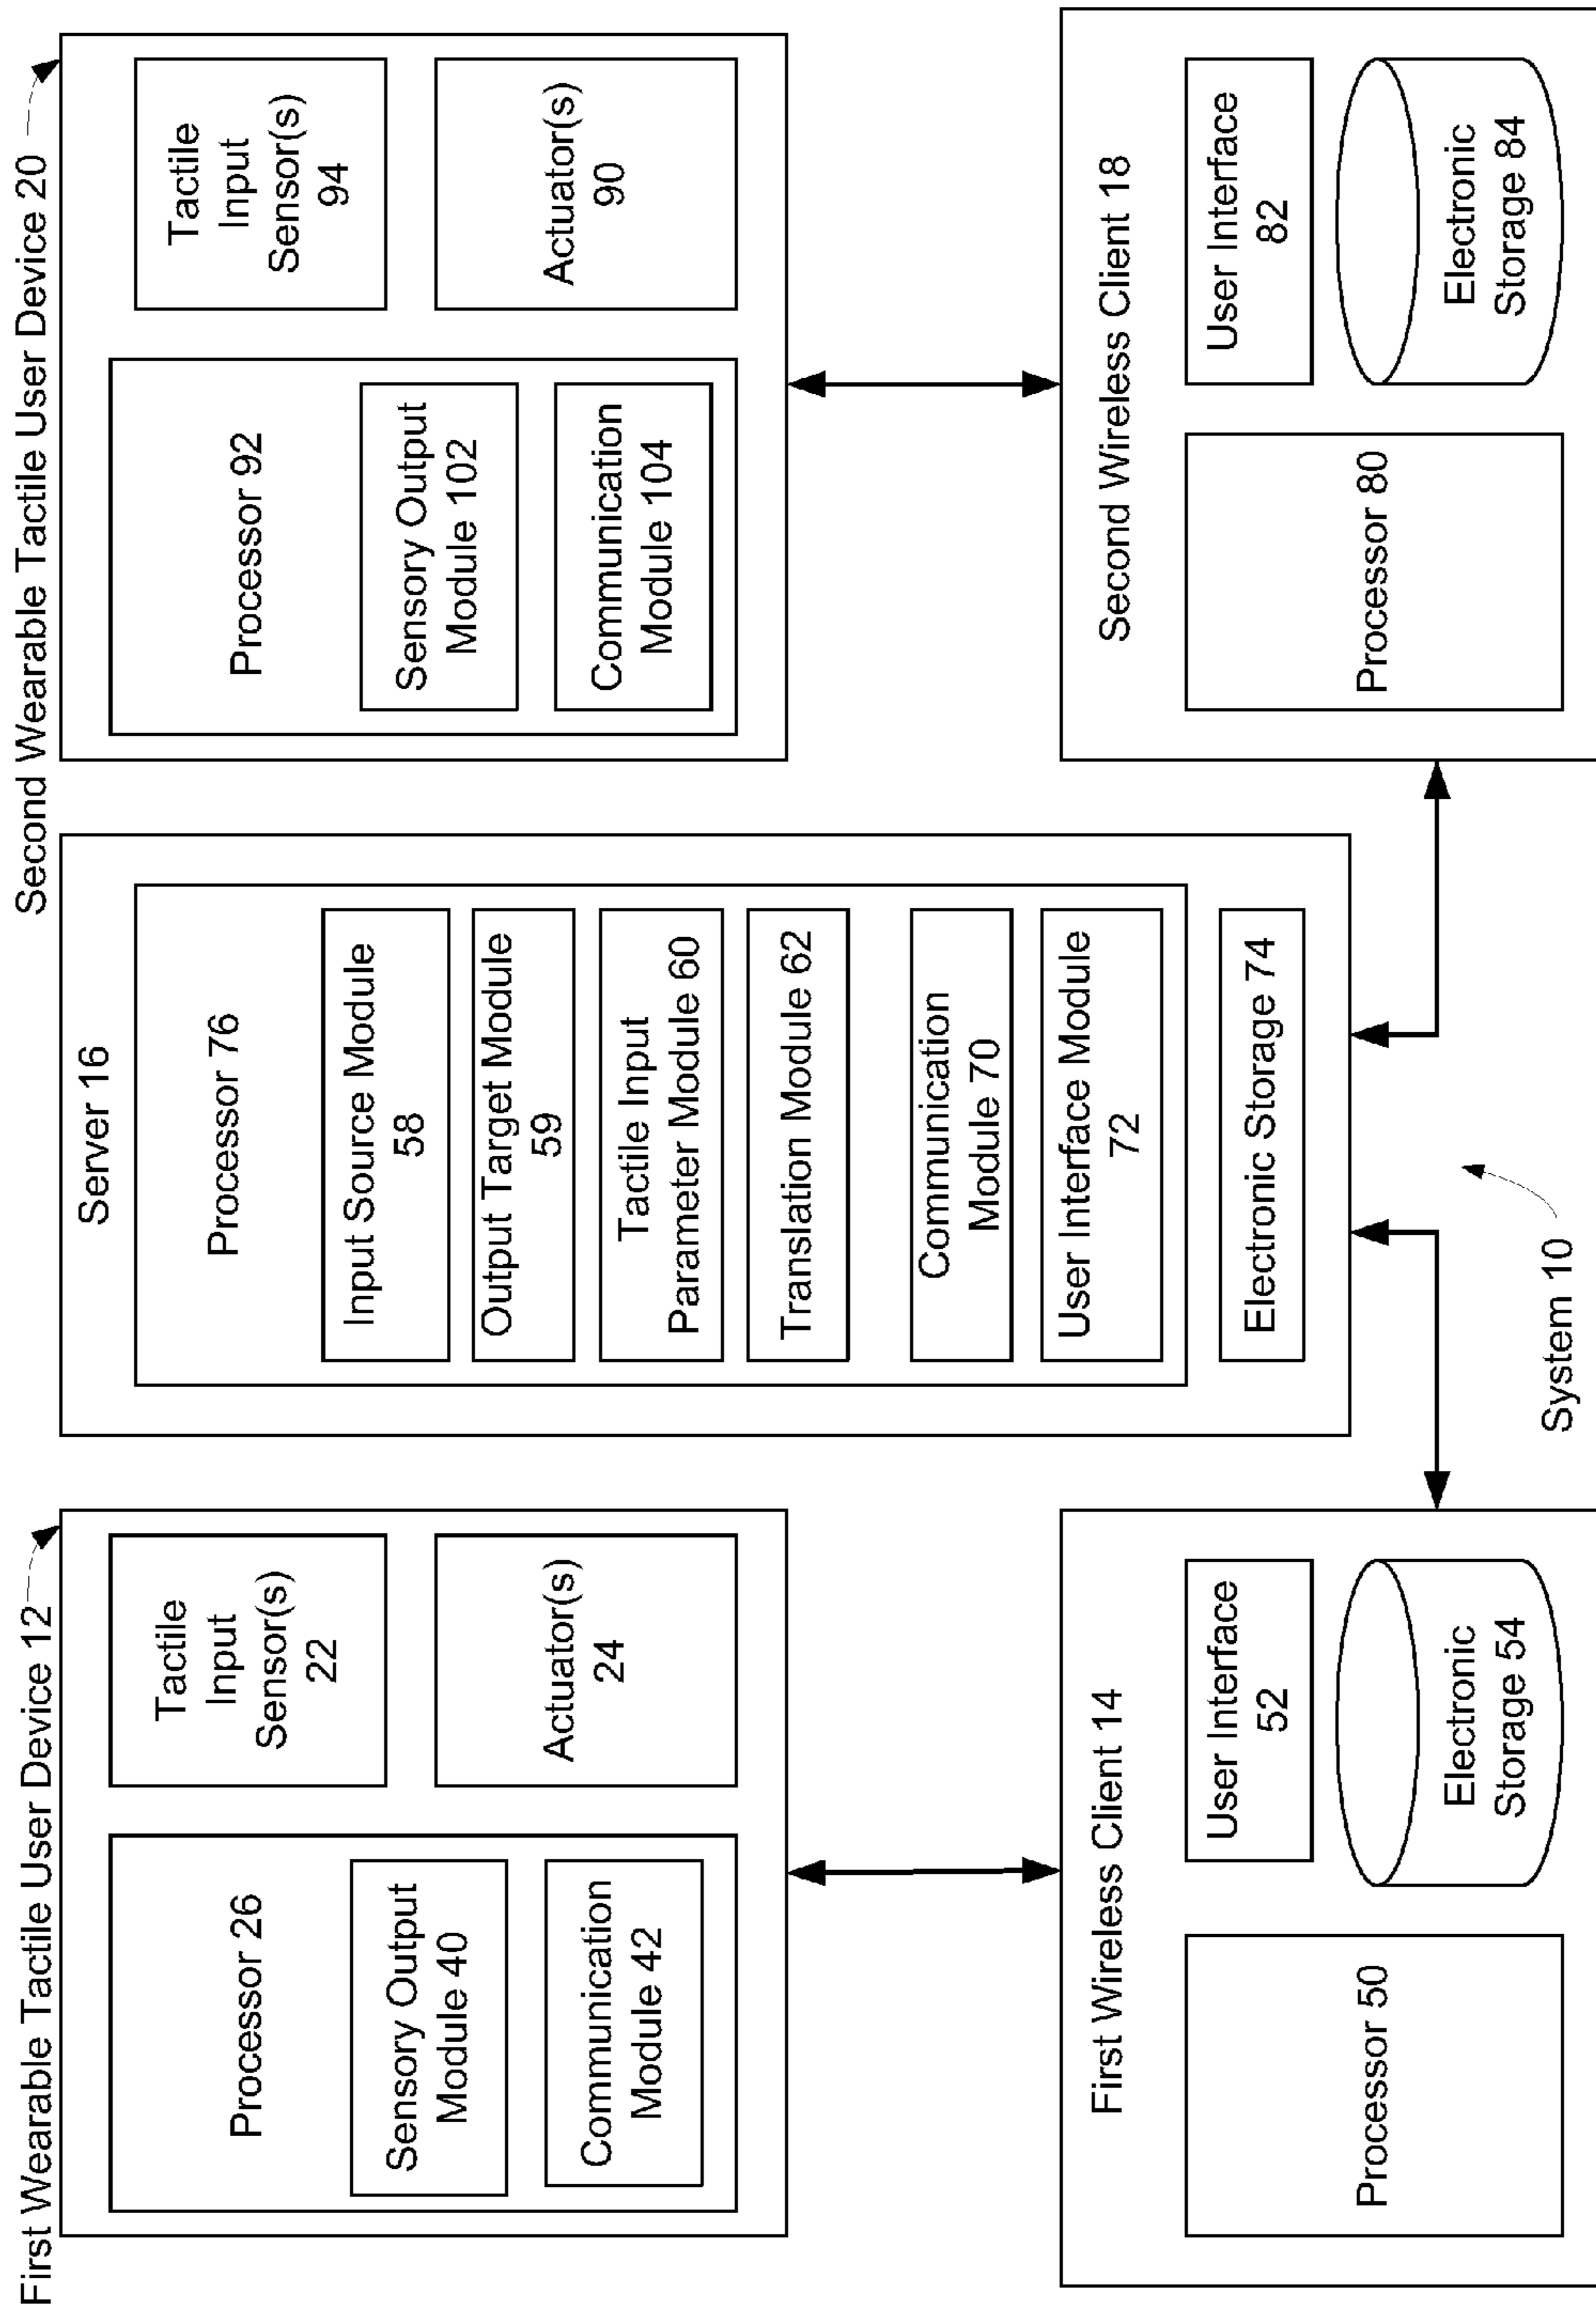 First Wearable Tactile User Device 12
Processor 26
Sensory Output
Module 40
Communication
Module 42
Tactile
Input
Sensor(s)
22
Actuator(s)
24
First Wireless Client 14
Processor 50
User Interface
52
Electronic
Storage 54
Server 16
Processor 76
Input Source Module
58
Output Target Module
59
Tactile Input
Parameter Module 60
Translation Module 62
Communication
Module 70
User Interface Module
72
Electronic Storage 74
System 10
Second Wearable Tactile User Device 20
Processor 92
Sensory Output
Module 102
Communication
Module 104
Tactile
Input
Sensor(s)
94
Actuator(s)
90
Second Wireless Client 18
Processor 80
User Interface
82
Electronic
Storage 84